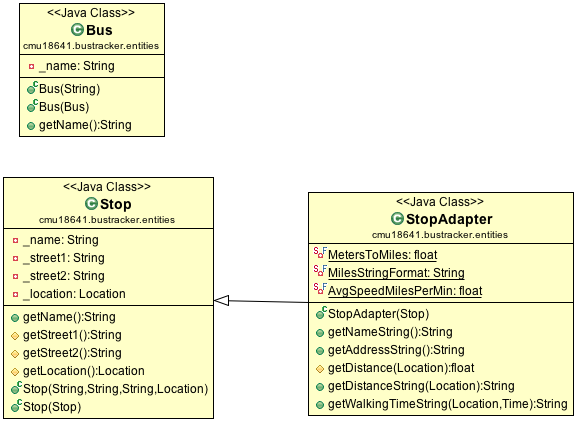 <<Java Class>>
Bus
cmu18641.bustracker.entities
_name: String
Bus(String)
Bus(Bus)
getName():String
<<Java Class>>
Stop
cmu18641.bustracker.entities
_name: String
_street1: String
_street2: String
_location: Location
getName():String
getStreet1():String
getStreet2():String
getLocation():Location
Stop(String,String,String,Location)
Stop(Stop)
<<Java Class>>
StopAdapter
cmu18641.bustracker.entities
MetersToMiles: float
MilesStringFormat: String
AvgSpeedMilesPerMin: float
StopAdapter(Stop)
getNameString():String
getAddressString():String
getDistance(Location):float
getDistanceString(Location):String
getWalkingTimeString(Location,Time):String